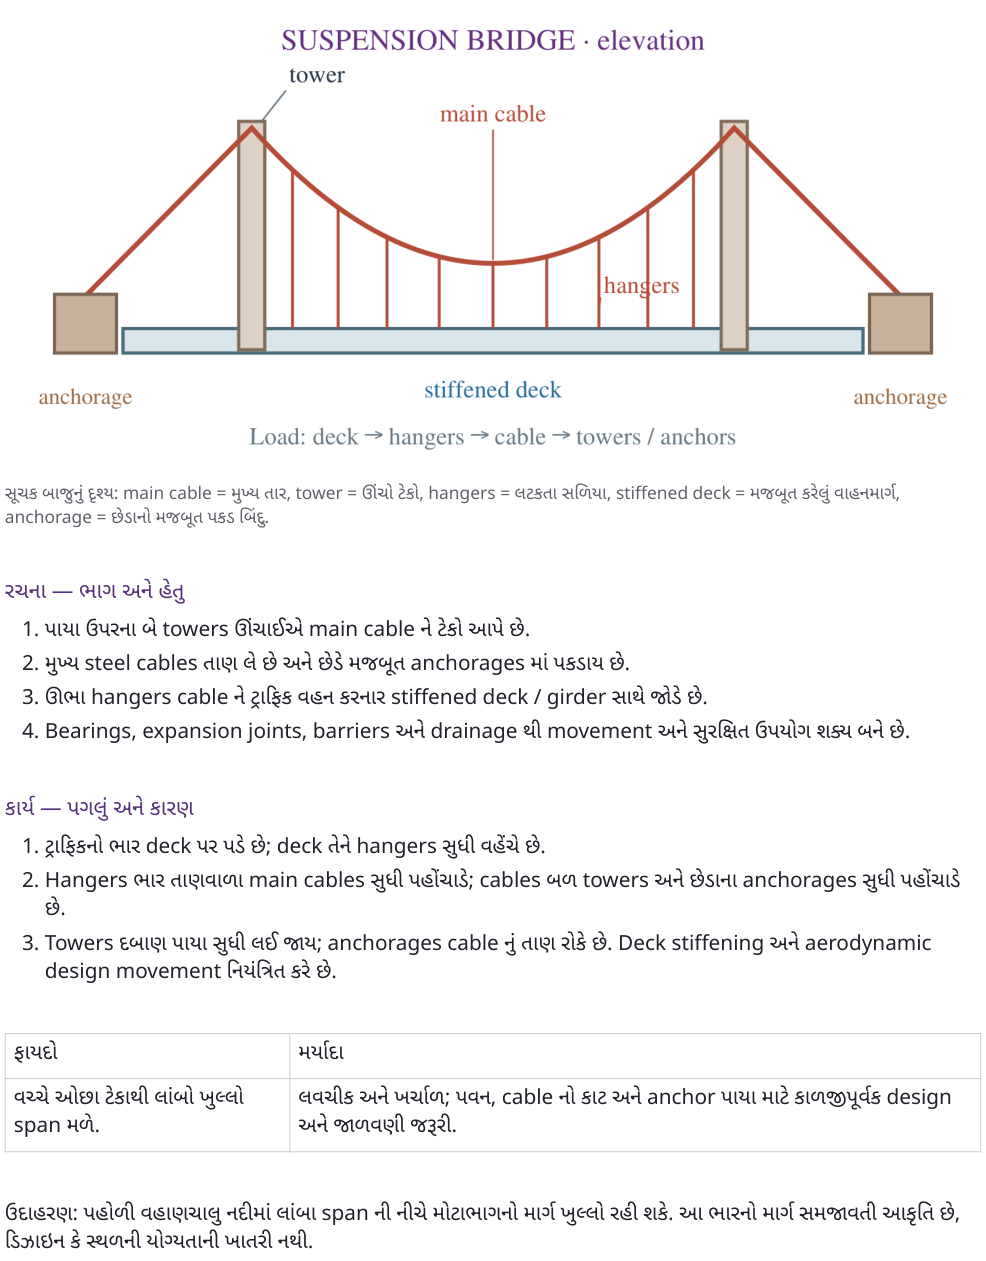 SUSPENSION BRIDGE · elevation
tower
main cable
hangers
anchorage
stiffened deck
anchorage
Load: deck → hangers → cable → towers / anchors
સૂચક બાજુનું દૃશ્ય: main cable = મુખ્ય તાર, tower = ઊંચો ટેકો, hangers = લટકતા સળિયા, stiffened deck = મજબૂત કરેલું વાહનમાર્ગ,
anchorage = છેડાનો મજબૂત પકડ બિંદુ.
રચના — ભાગ અને હેતુ
1. પાયા ઉપરના બે towers ઊંચાઈએ main cable ને ટેકો આપે છે.
2. મુખ્ય steel cables તાણ લે છે અને છેડે મજબૂત anchorages માં પકડાય છે.
3. ઊભા hangers cable ને ટ્રાફિક વહન કરનાર stiffened deck / girder સાથે જોડે છે.
4. Bearings, expansion joints, barriers અને drainage થી movement અને સુરક્ષિત ઉપયોગ શક્ય બને છે.
કાર્ય — પગલું અને કારણ
1. ટ્રાફિકનો ભાર deck પર પડે છે; deck તેને hangers સુધી વહેંચે છે.
2. Hangers ભાર તાણવાળા main cables સુધી પહોંચાડે; cables બળ towers અને છેડાના anchorages સુધી પહોંચાડે
છે.
3. Towers દબાણ પાયા સુધી લઈ જાય; anchorages cable નું તાણ રોકે છે. Deck stiffening અને aerodynamic
design movement નિયંત્રિત કરે છે.
ફાયદો
મર્યાદા
વચ્ચે ઓછા ટેકાથી લાંબો ખુલ્લો
span મળે.
લવચીક અને ખર્ચાળ; પવન, cable નો કાટ અને anchor પાયા માટે કાળજીપૂર્વક design
અને જાળવણી જરૂરી.
ઉદાહરણ: પહોળી વહાણચાલુ નદીમાં લાંબા span ની નીચે મોટાભાગનો માર્ગ ખુલ્લો રહી શકે. આ ભારનો માર્ગ સમજાવતી આકૃતિ છે,
ડિઝાઇન કે સ્થળની યોગ્યતાની ખાતરી નથી.